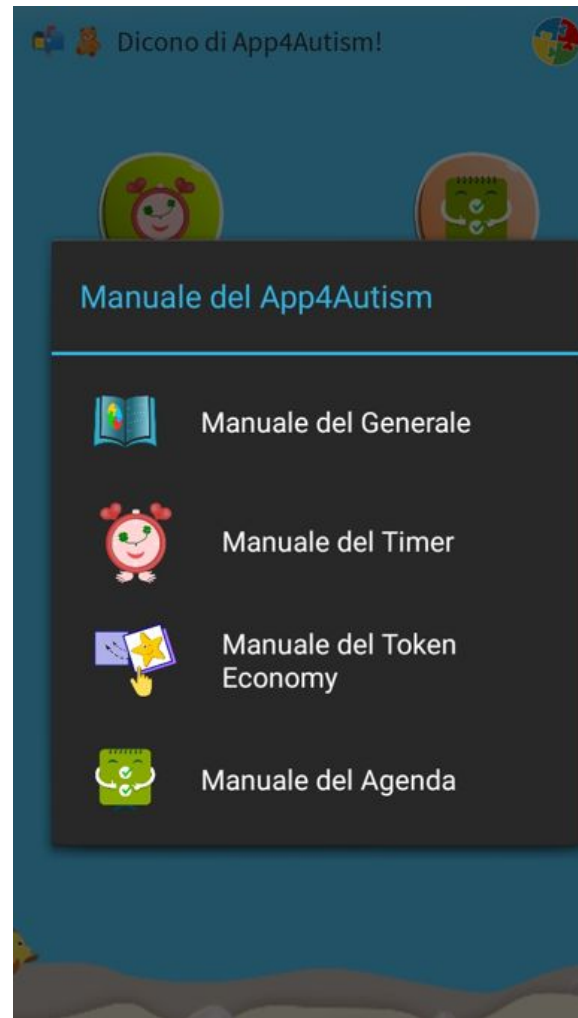 Dicono di App4Autism!
Manuale del App4Autism
Manuale del Generale
Manuale del Timer
Manuale del Token
Economy
Manuale del Agenda